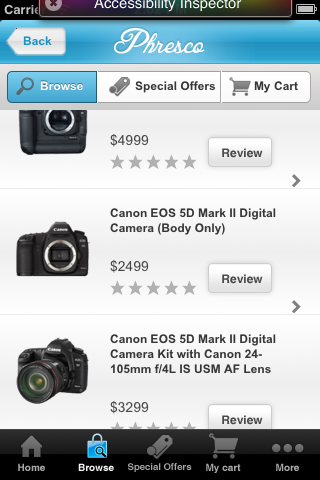 Carrie
Accessibility Inspector
Back
Phresco
Browse
Special Offers
My Cart
$4999
Review
Canon EOS 5D Mark II Digital
Camera (Body Only)
$2499
Review
Canon EOS 5D Mark II Digital
Camera Kit with Canon 24-
105mm f/4L IS USM AF Lens
$3299
Review
Home
Browse
Special Offers
My cart
More